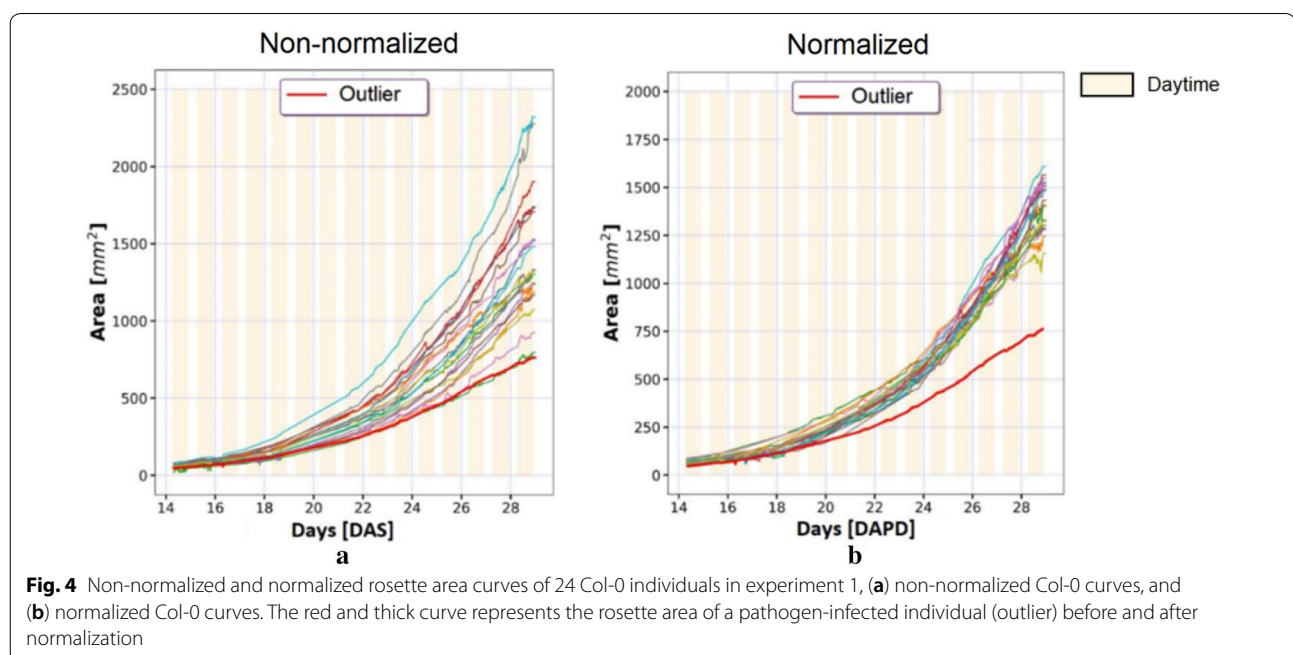 Non-normalized
Normalized
Outlier
Outlier
Daytime
Area [mm²]
2500
2000
1500
1000
500
0
14 16 18 20 22 24 26 28
Days [DAS]
a
Area [mm²]
2000
1750
1500
1250
1000
750
500
250
0
14 16 18 20 22 24 26 28
Days [DAPD]
b
Fig. 4 Non-normalized and normalized rosette area curves of 24 Col-0 individuals in experiment 1, (a) non-normalized Col-0 curves, and
(b) normalized Col-0 curves. The red and thick curve represents the rosette area of a pathogen-infected individual (outlier) before and after
normalization